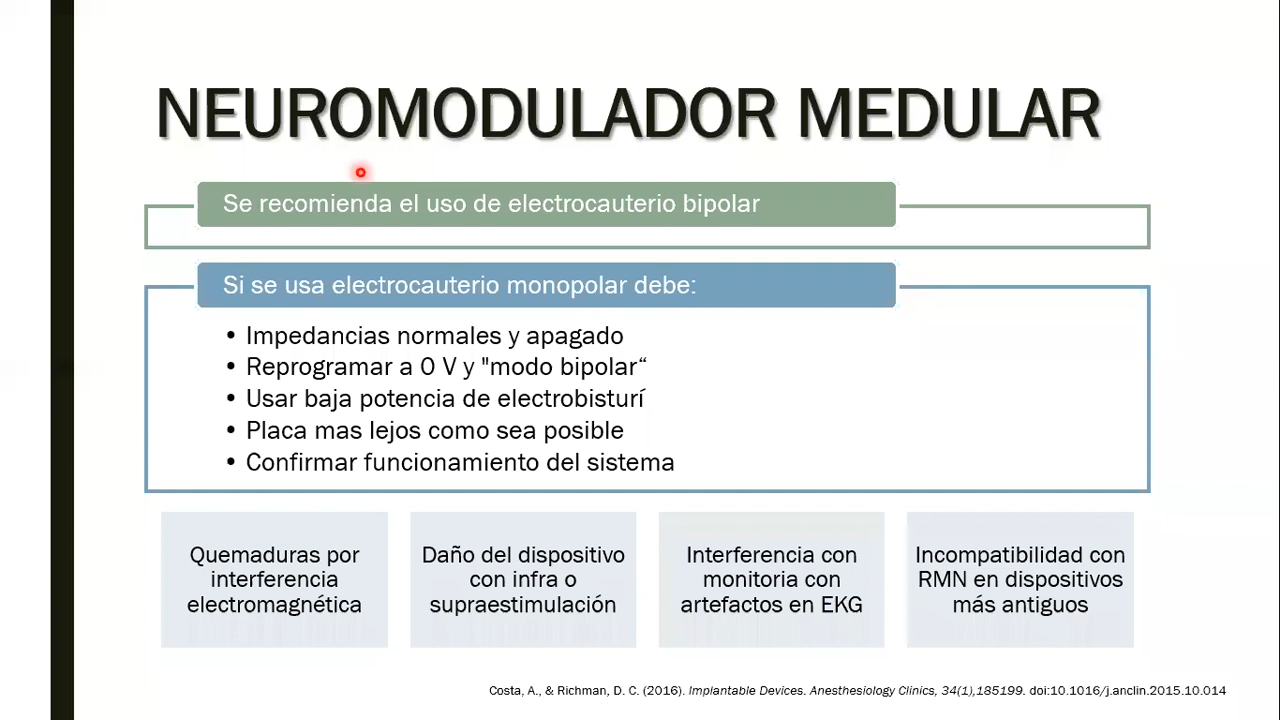 NEUROMODULADOR MEDULAR
Se recomienda el uso de electrocauterio bipolar
Si se usa electrocauterio monopolar debe:
• Impedancias normales y apagado
• Reprogramar a 0 V y "modo bipolar“
• Usar baja potencia de electrobisturí
• Placa mas lejos como sea posible
• Confirmar funcionamiento del sistema
Quemaduras por
interferencia
electromagnética
Daño del dispositivo
con infra o
supraestimulación
Interferencia con
monitoria con
artefactos en EKG
Incompatibilidad con
RMN en dispositivos
más antiguos
Costa, A., & Richman, D. C. (2016). Implantable Devices. Anesthesiology Clinics, 34(1),185199. doi:10.1016/j.anclin.2015.10.014